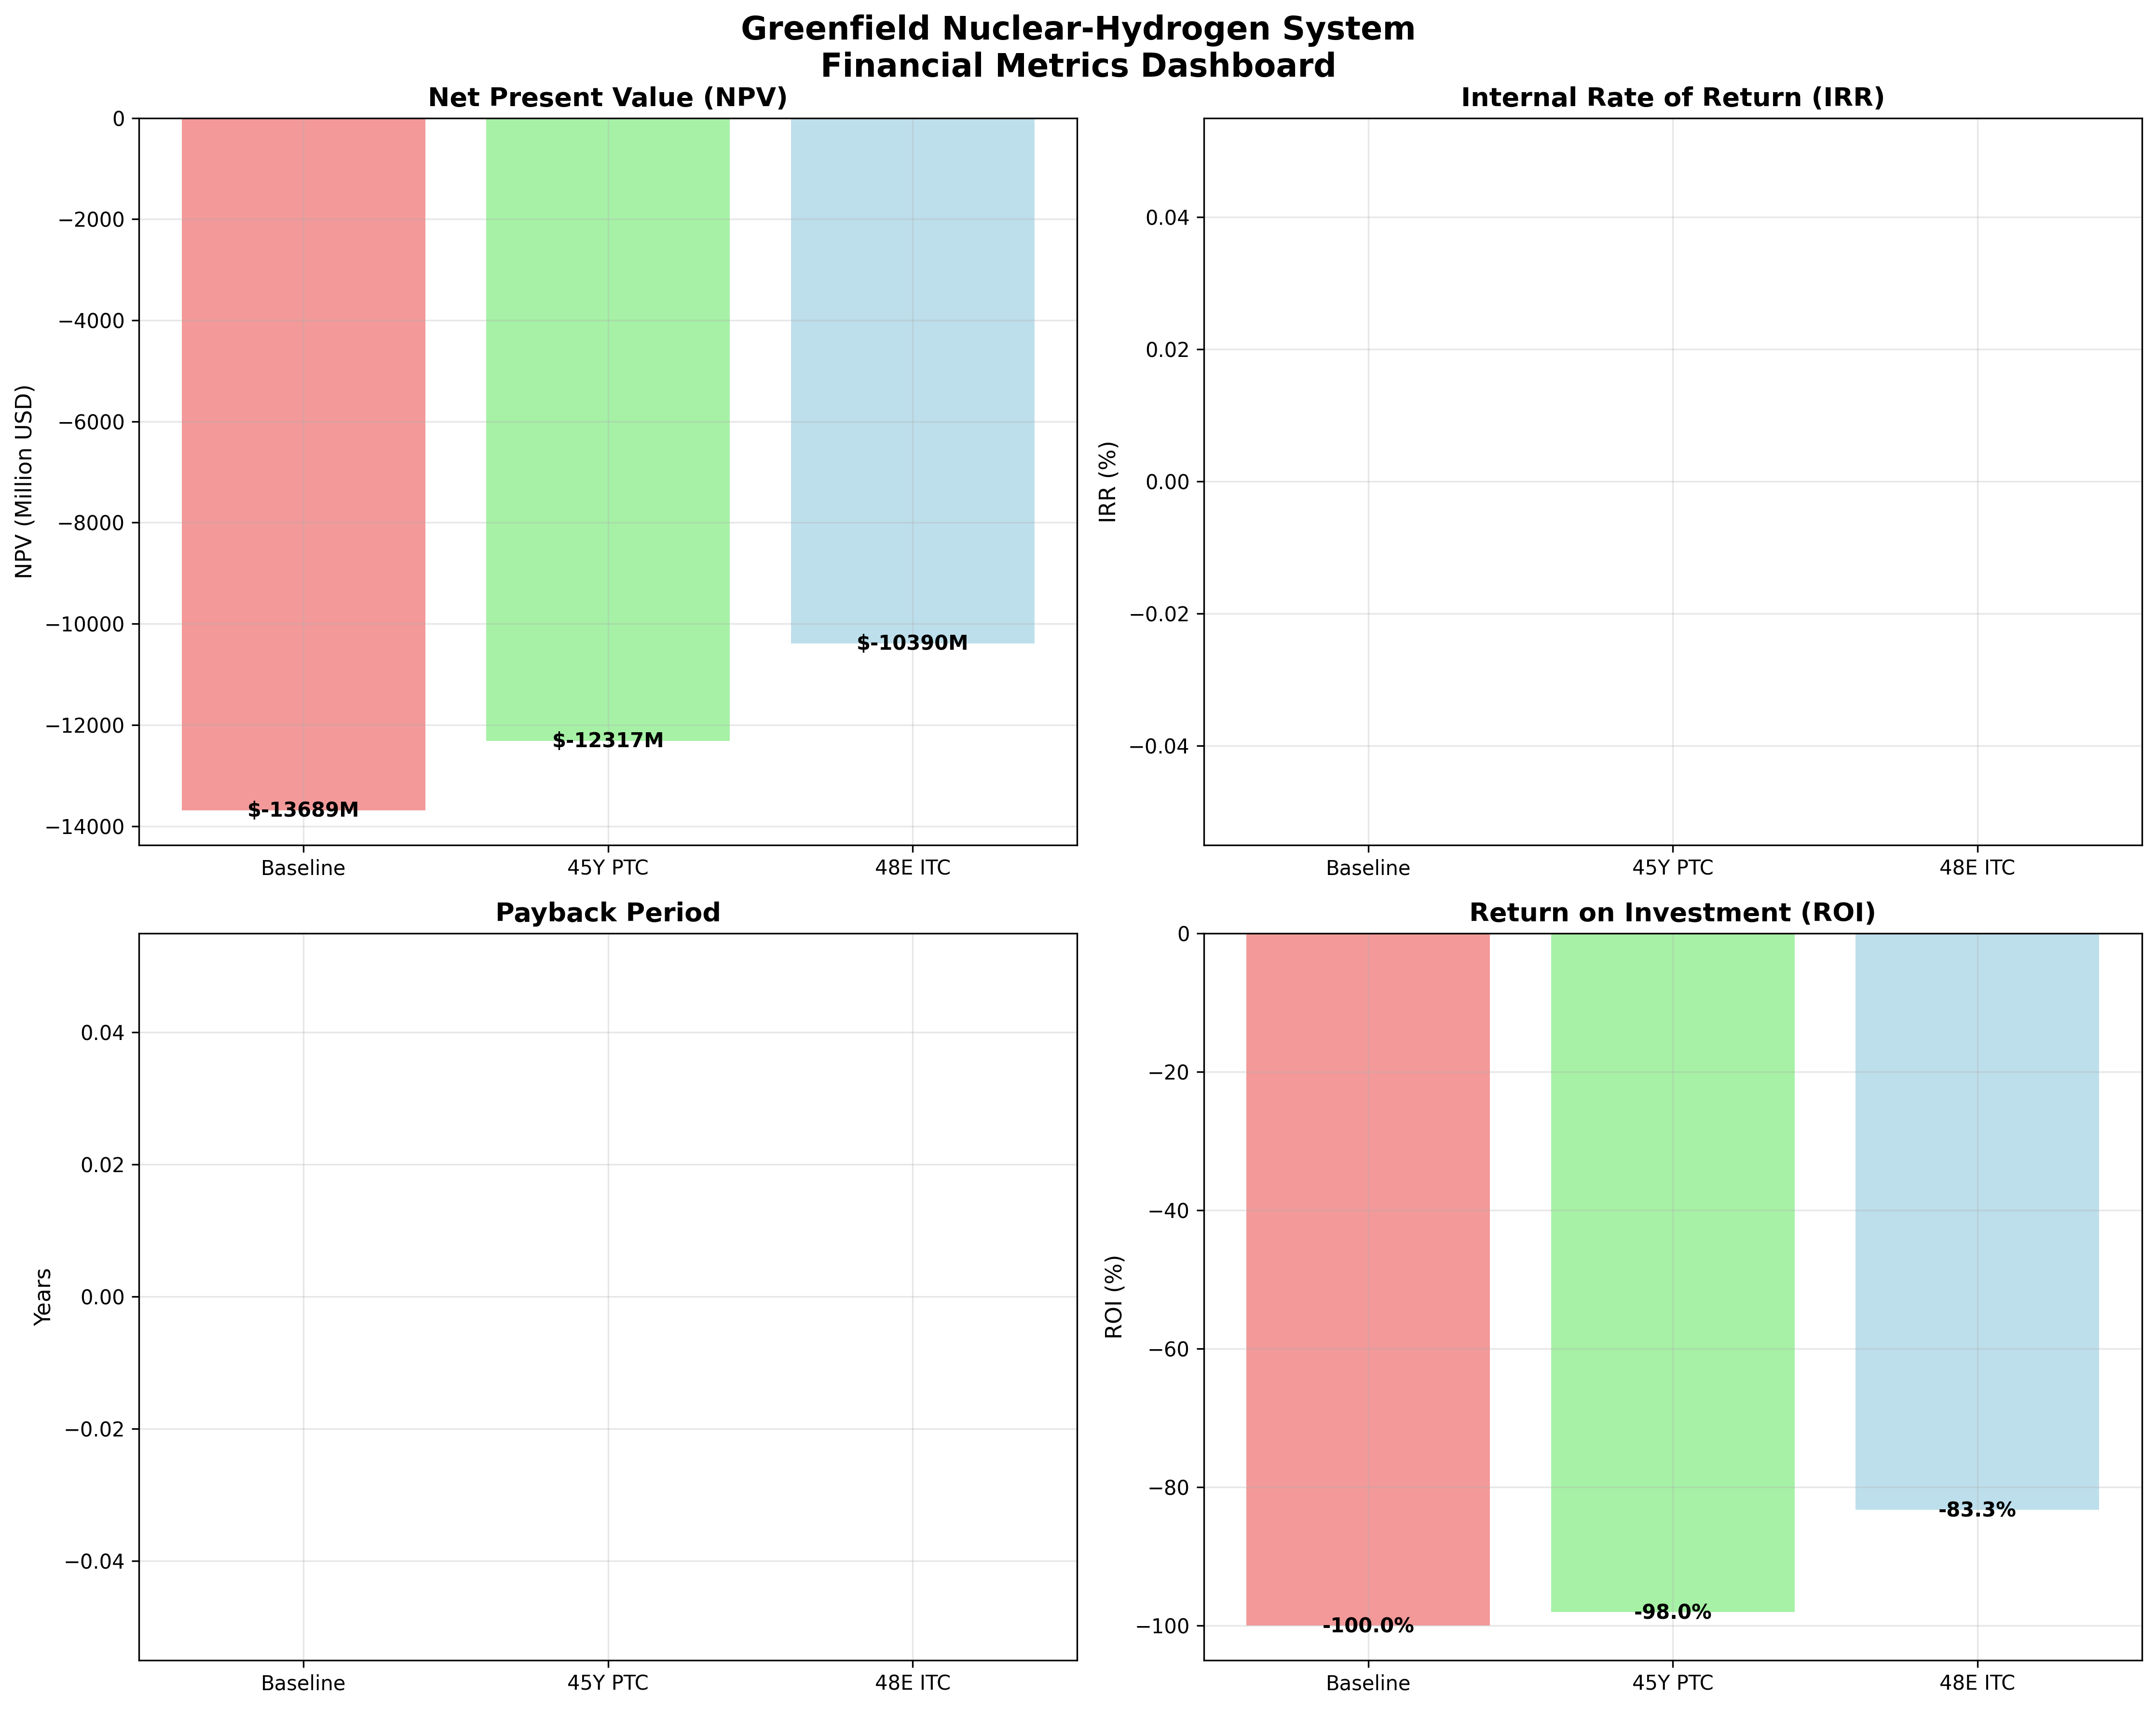 Greenfield Nuclear-Hydrogen System
Financial Metrics Dashboard
Net Present Value (NPV)
NPV (Million USD)
0
−2000
−4000
−6000
−8000
−10000
−12000
−14000
$-13689M
$-12317M
$-10390M
Baseline
45Y PTC
48E ITC
Internal Rate of Return (IRR)
IRR (%)
0.04
0.02
0.00
−0.02
−0.04
Baseline
45Y PTC
48E ITC
Payback Period
Years
0.04
0.02
0.00
−0.02
−0.04
Baseline
45Y PTC
48E ITC
Return on Investment (ROI)
ROI (%)
0
−20
−40
−60
−80
−100
-100.0%
-98.0%
-83.3%
Baseline
45Y PTC
48E ITC